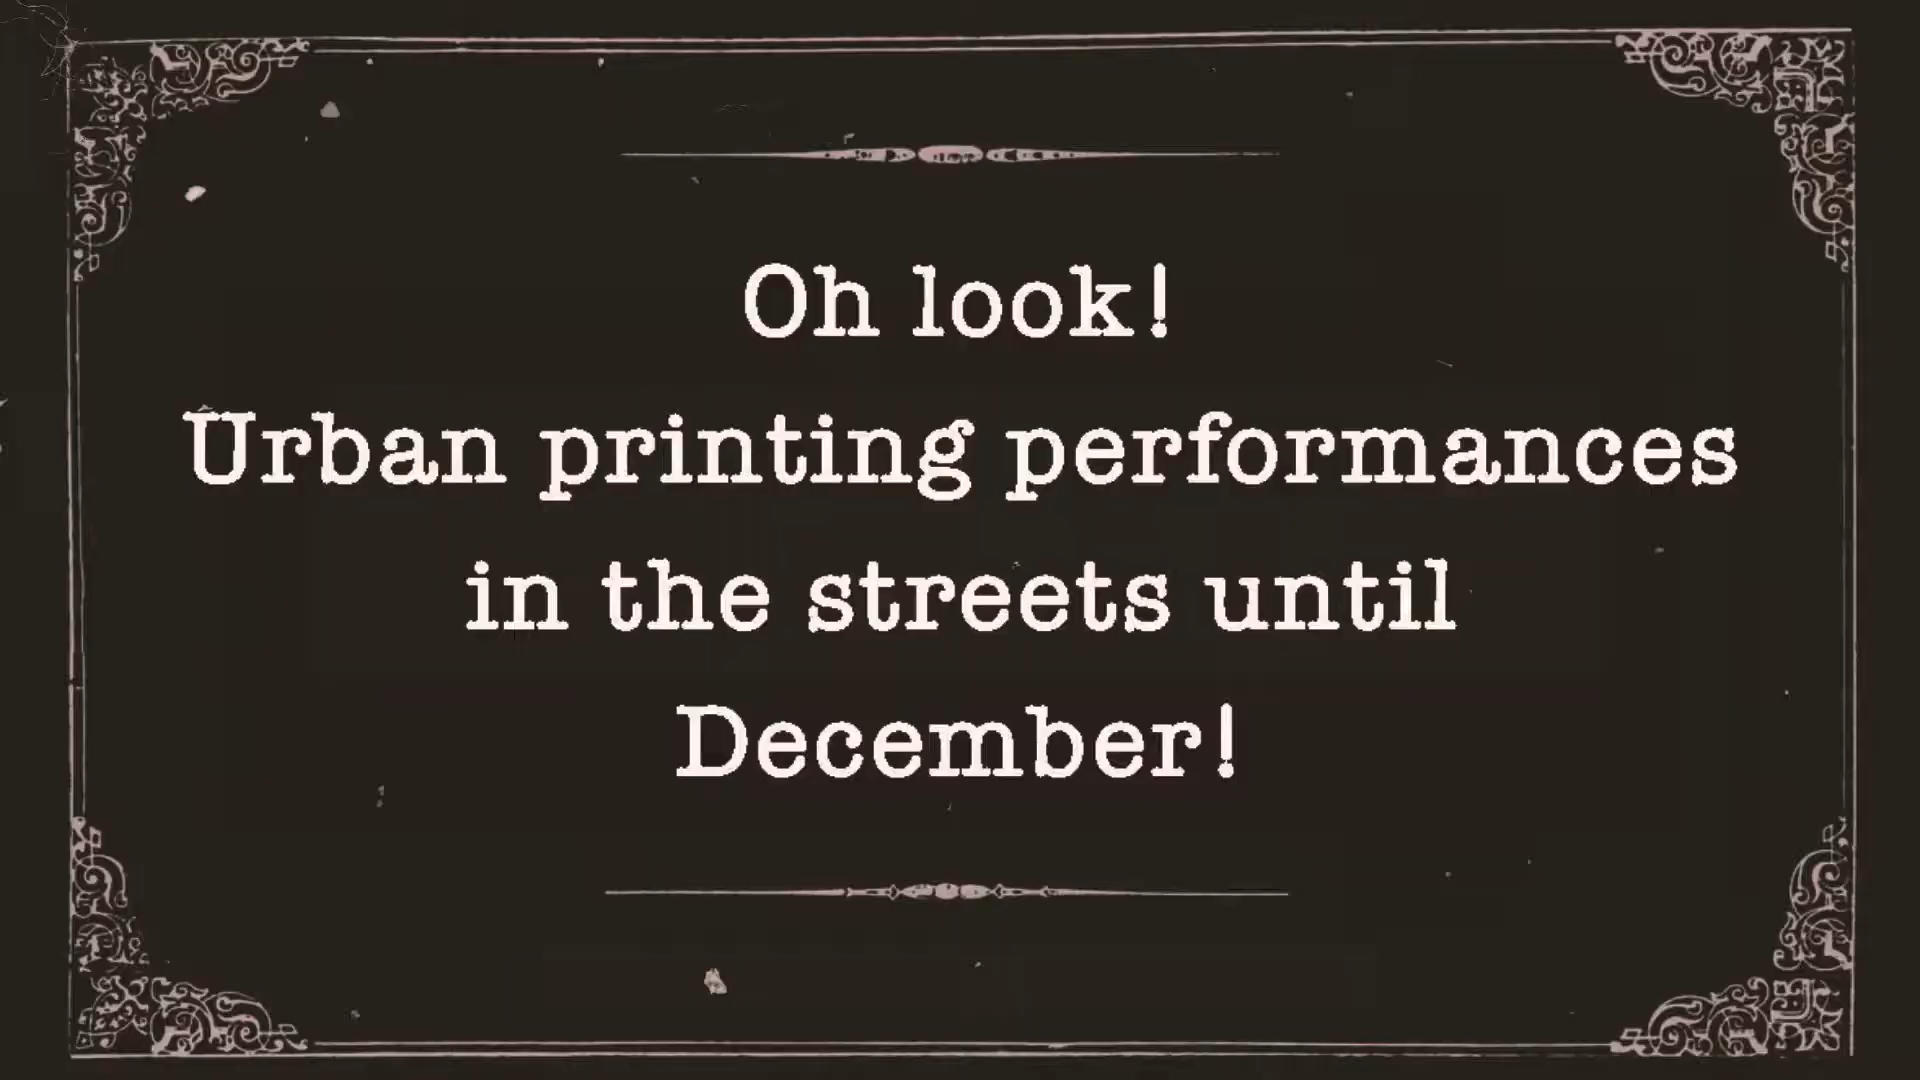 Oh look!
Urban printing performances
in the streets until
December!